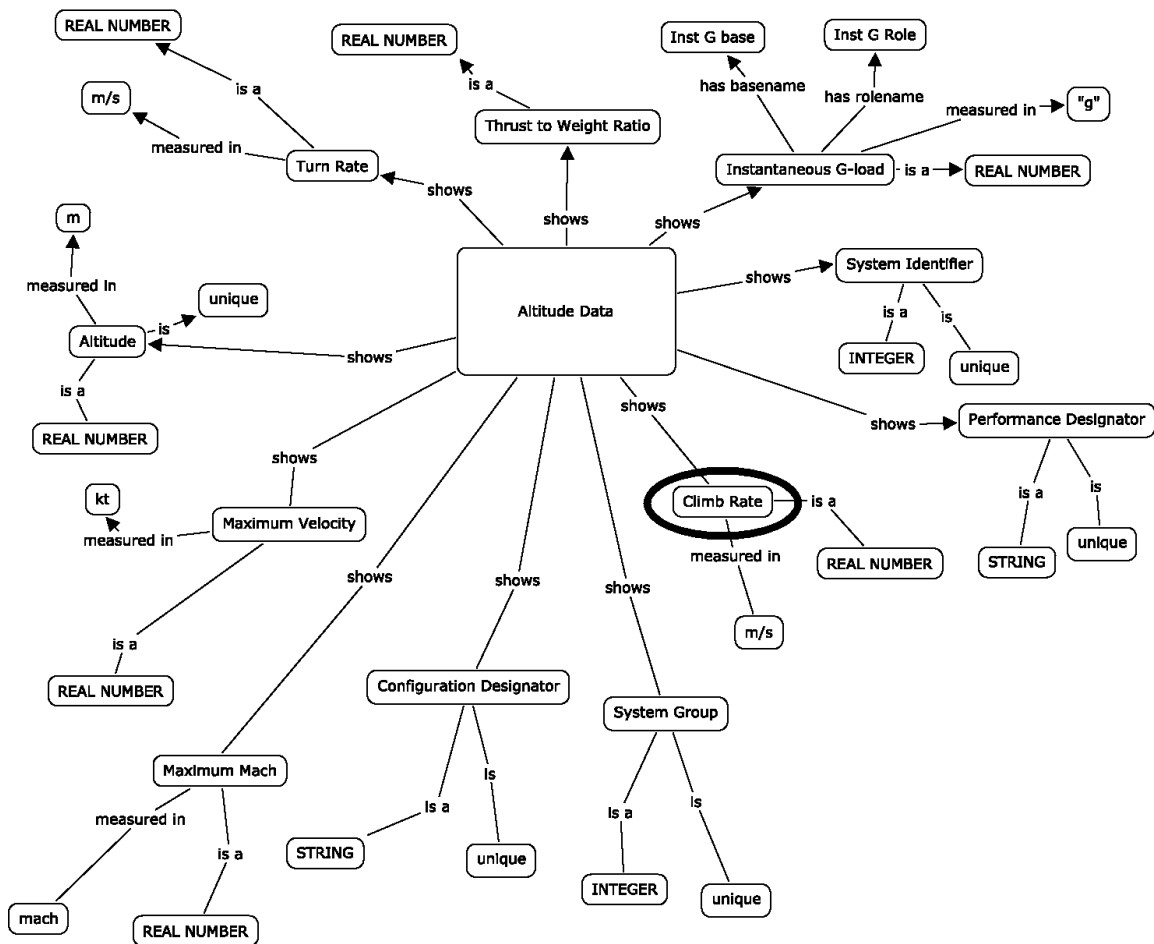 REAL NUMBER
is a
m/s
measured in
Turn Rate
shows
REAL NUMBER
is a
Thrust to Weight Ratio
shows
Inst G base
has basename
Inst G Role
has rolename
measured in
"g"
Instantaneous G-load
is a
REAL NUMBER
shows
m
measured in
unique
is
Altitude
shows
is a
REAL NUMBER
Altitude Data
shows
System Identifier
is a
is
INTEGER
unique
shows
Performance Designator
is a
is
STRING
unique
shows
Climb Rate
is a
measured in
REAL NUMBER
m/s
shows
kt
measured in
Maximum Velocity
is a
REAL NUMBER
shows
Maximum Mach
measured in
is a
mach
REAL NUMBER
shows
Configuration Designator
is a
is
STRING
unique
shows
System Group
is a
is
INTEGER
unique